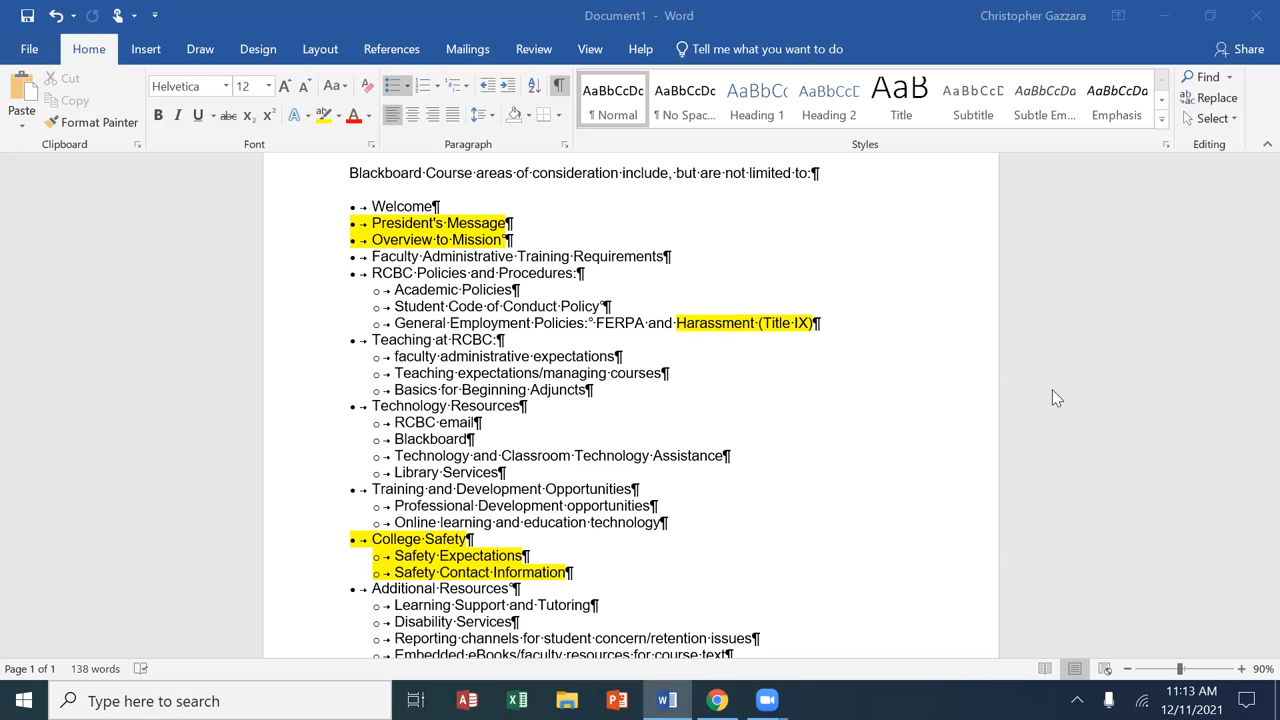 Document1 - Word
Christopher Gazzara
File Home Insert Draw Design Layout References Mailings Review View Help Tell me what you want to do Share
Paste
Cut
Copy
Format Painter
Clipboard
Helvetica 12
Font
Paragraph
AaBbCcDc AaBbCcDc AaBbCc AaBbCcD AaB AaBbCcD AaBbCcDa AaBbCcDa
¶ Normal ¶ No Spac... Heading 1 Heading 2 Title Subtitle Subtle Em... Emphasis
Styles
Find
Replace
Select
Editing
Blackboard·Course·areas·of·consideration·include,·but·are·not·limited·to:¶
• Welcome¶
• President's·Message¶
• Overview·to·Mission°¶
• Faculty·Administrative·Training·Requirements¶
• RCBC·Policies·and·Procedures:¶
○ Academic·Policies¶
○ Student·Code·of·Conduct·Policy°¶
○ General·Employment·Policies:°·FERPA·and·Harassment·(Title·IX)¶
• Teaching·at·RCBC:¶
○ faculty·administrative·expectations¶
○ Teaching·expectations/managing·courses¶
○ Basics·for·Beginning·Adjuncts¶
• Technology·Resources¶
○ RCBC·email¶
○ Blackboard¶
○ Technology·and·Classroom·Technology·Assistance¶
○ Library·Services¶
• Training·and·Development·Opportunities¶
○ Professional·Development·opportunities¶
○ Online·learning·and·education·technology¶
• College·Safety¶
○ Safety·Expectations¶
○ Safety·Contact·Information¶
• Additional·Resources°¶
○ Learning·Support·and·Tutoring¶
○ Disability·Services¶
○ Reporting·channels·for·student·concern/retention·issues¶
○ Embedded·eBooks/faculty·resources·for·course·text¶
Page 1 of 1 138 words 90%
Type here to search
11:13 AM
12/11/2021